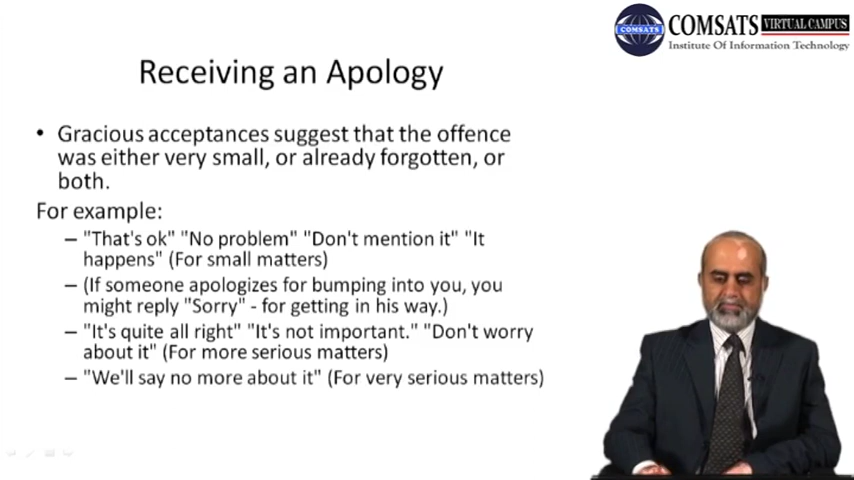 COMSATS VIRTUAL CAMPUS
COMSATS
Institute Of Information Technology
Receiving an Apology
• Gracious acceptances suggest that the offence
was either very small, or already forgotten, or
both.
For example:
– "That's ok" "No problem" "Don't mention it" "It
happens" (For small matters)
– (If someone apologizes for bumping into you, you
might reply "Sorry" - for getting in his way.)
– "It's quite all right" "It's not important." "Don't worry
about it" (For more serious matters)
– "We'll say no more about it" (For very serious matters)